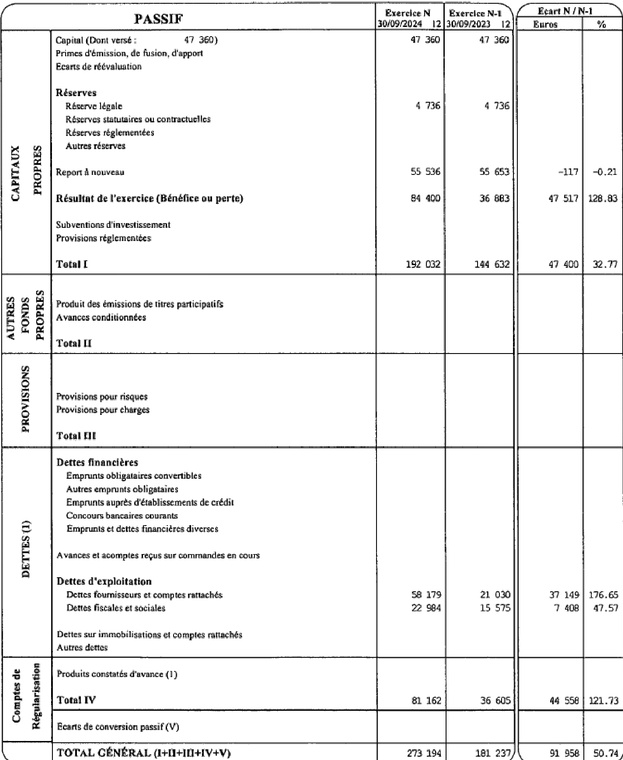 PASSIF Exercice N 30/09/2024 12 Exercice N-1 30/09/2023 12 Ecart N / N-1 Euros %
CAPITAUX PROPRES
Capital (Dont versé : 47 360) 47 360 47 360
Primes d'émission, de fusion, d'apport
Ecarts de réévaluation
Réserves
Réserve légale 4 736 4 736
Réserves statutaires ou contractuelles
Réserves réglementées
Autres réserves
Report à nouveau 55 536 55 653 -117 -0.21
Résultat de l'exercice (Bénéfice ou perte) 84 400 36 883 47 517 128.83
Subventions d'investissement
Provisions réglementées
Total I 192 032 144 632 47 400 32.77
AUTRES FONDS PROPRES
Produit des émissions de titres participatifs
Avances conditionnées
Total II
PROVISIONS
Provisions pour risques
Provisions pour charges
Total III
DETTES (1)
Dettes financières
Emprunts obligataires convertibles
Autres emprunts obligataires
Emprunts auprès d'établissements de crédit
Concours bancaires courants
Emprunts et dettes financières diverses
Avances et acomptes reçus sur commandes en cours
Dettes d'exploitation
Dettes fournisseurs et comptes rattachés 58 179 21 030 37 149 176.65
Dettes fiscales et sociales 22 984 15 575 7 408 47.57
Dettes sur immobilisations et comptes rattachés
Autres dettes
Comptes de Régularisation
Produits constatés d'avance (1)
Total IV 81 162 36 605 44 558 121.73
Ecarts de conversion passif (V)
TOTAL GÉNÉRAL (I+II+III+IV+V) 273 194 181 237 91 958 50.74